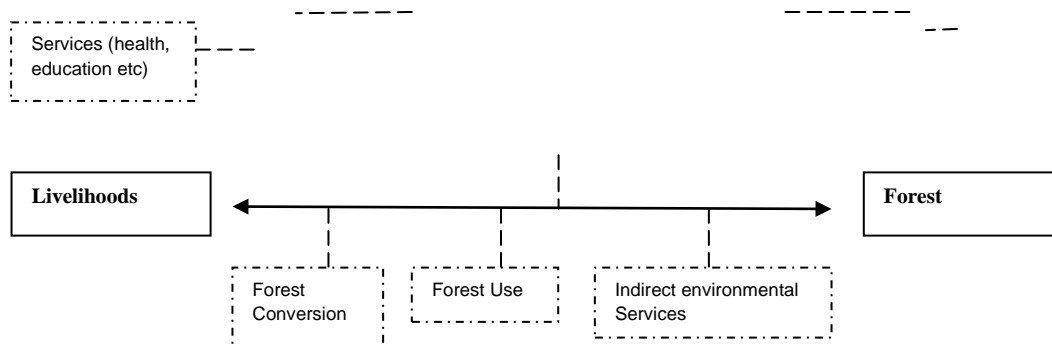 Services (health,
education etc)
Livelihoods
Forest
Forest
Conversion
Forest Use
Indirect environmental
Services